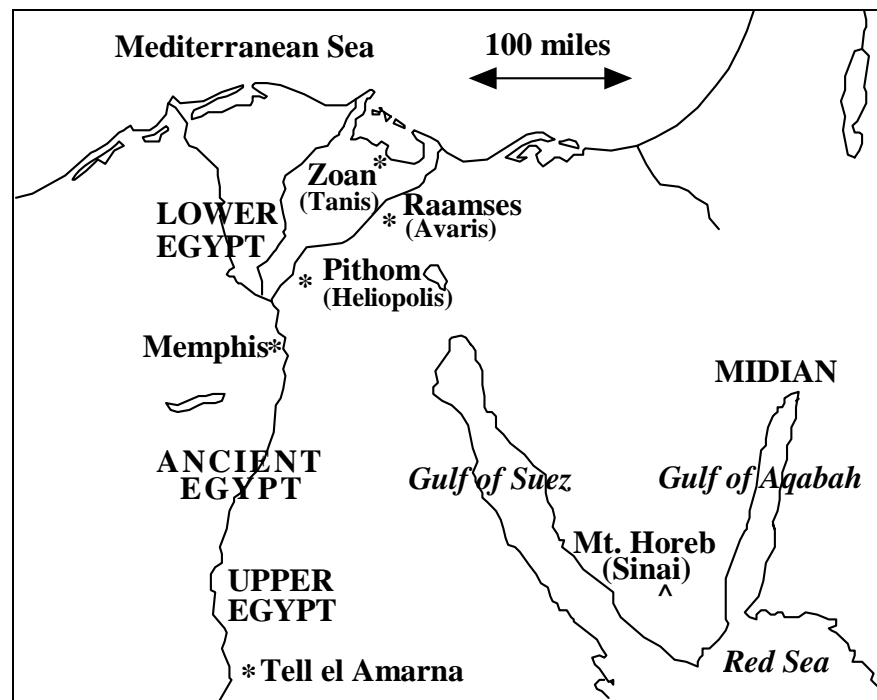 Mediterranean Sea
100 miles
Zoan*
(Tanis)
LOWER
EGYPT
* Raamses
(Avaris)
* Pithom
(Heliopolis)
Memphis*
MIDIAN
ANCIENT
EGYPT
Gulf of Suez
Gulf of Aqabah
Mt. Horeb
(Sinai)
^
UPPER
EGYPT
* Tell el Amarna
Red Sea